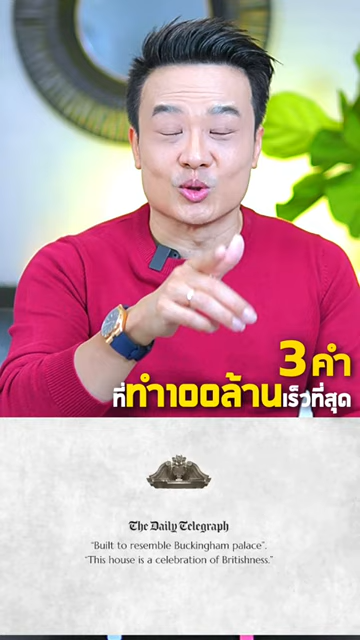 3 คำ
ที่ทำ100ล้านเร็วที่สุด
The Daily Telegraph
“Built to resemble Buckingham palace”.
“This house is a celebration of Britishness.”